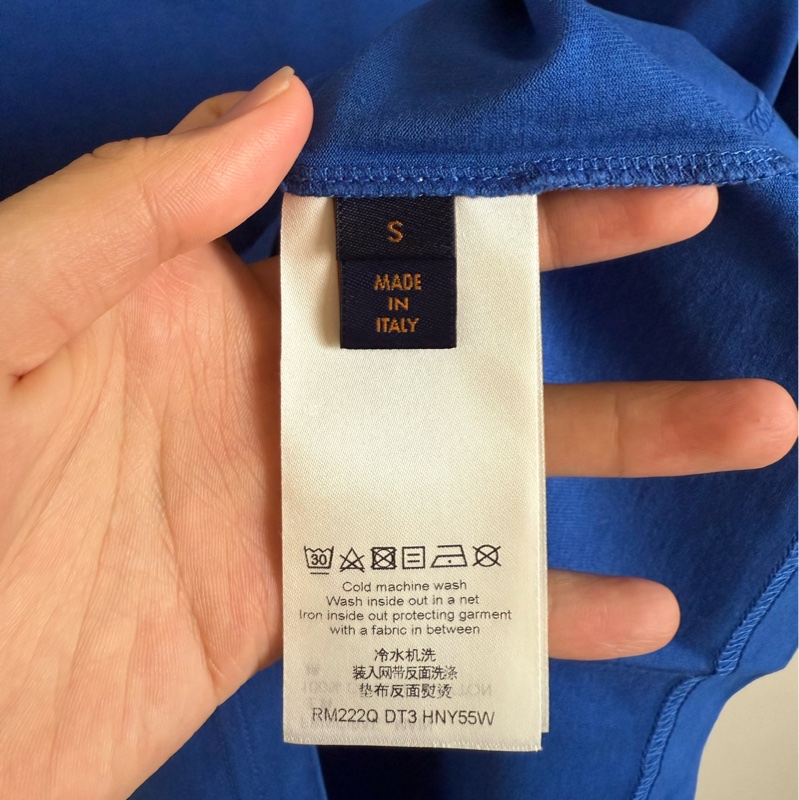 S
MADE
IN
ITALY
30
Cold machine wash
Wash inside out in a net
Iron inside out protecting garment
with a fabric in between
冷水机洗
装入网带反面洗涤
垫布反面熨烫
RM222Q DT3 HNY55W